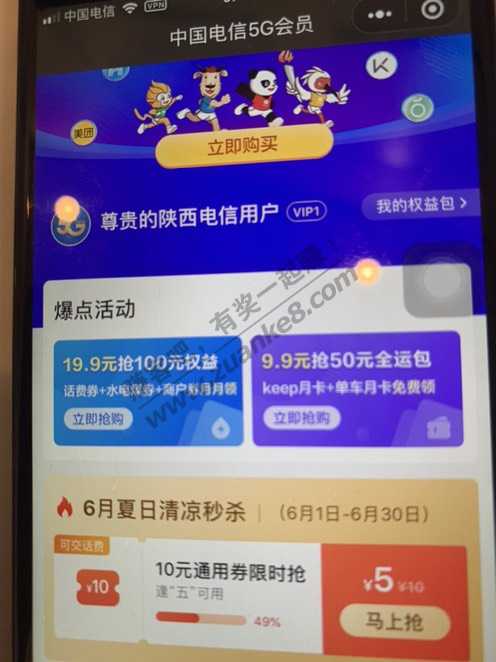 中国电信 VPN
中国电信5G会员
美团
立即购买
5G
尊贵的陕西电信用户 VIP1
我的权益包 >
爆点活动
19.9元抢100元权益
话费券+水电煤券+商户券月月领
立即抢购
9.9元抢50元全运包
keep月卡+单车月卡免费领
立即抢购
有奖一起赚!
www.zuanke8.com
6月夏日清凉秒杀 | (6月1日-6月30日)
可交话费
¥10
10元通用券限时抢
逢“五”可用
49%
¥5 ¥10
马上抢